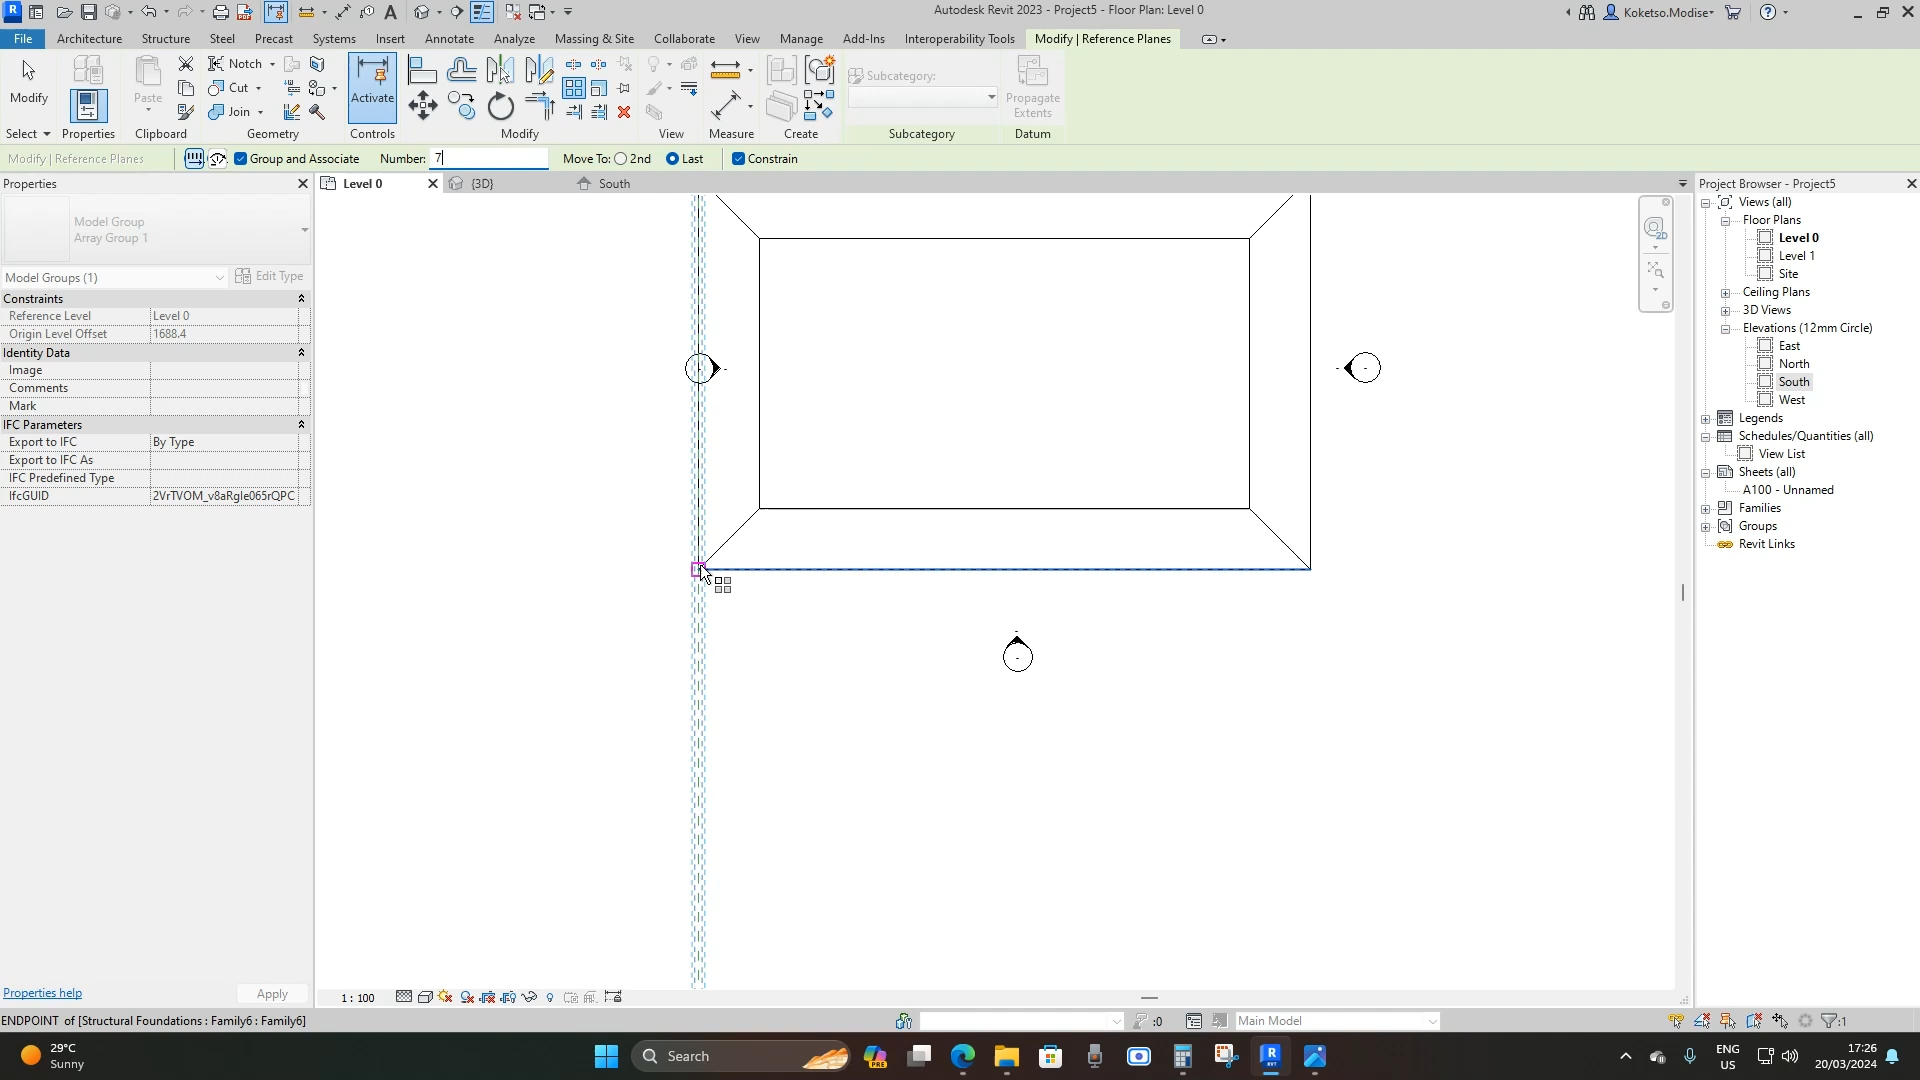 Autodesk Revit 2023 - Project5 - Floor Plan: Level 0
Koketso.Modise
File Architecture Structure Steel Precast Systems Insert Annotate Analyze Massing & Site Collaborate View Manage Add-Ins Interoperability Tools Modify | Reference Planes
Modify
Paste
Notch
Cut
Join
Activate
Subcategory:
Propagate
Extents
Select Properties Clipboard Geometry Controls Modify View Measure Create Subcategory Datum
Modify | Reference Planes Group and Associate Number: 7 Move To: 2nd Last Constrain
Properties
Level 0 {3D} South
Project Browser - Project5
Model Group
Array Group 1
Model Groups (1) Edit Type
Constraints
Reference Level Level 0
Origin Level Offset 1688.4
Identity Data
Image
Comments
Mark
IFC Parameters
Export to IFC By Type
Export to IFC As
IFC Predefined Type
IfcGUID 2VrTVOM_v8aRgle065rQPC
Properties help Apply
2D
Views (all)
Floor Plans
Level 0
Level 1
Site
Ceiling Plans
3D Views
Elevations (12mm Circle)
East
North
South
West
Legends
Schedules/Quantities (all)
View List
Sheets (all)
A100 - Unnamed
Families
Groups
Revit Links
1 : 100
ENDPOINT of [Structural Foundations : Family6 : Family6]
:0 Main Model :1
29°C
Sunny
Search
PRE
ENG
US
17:26
20/03/2024